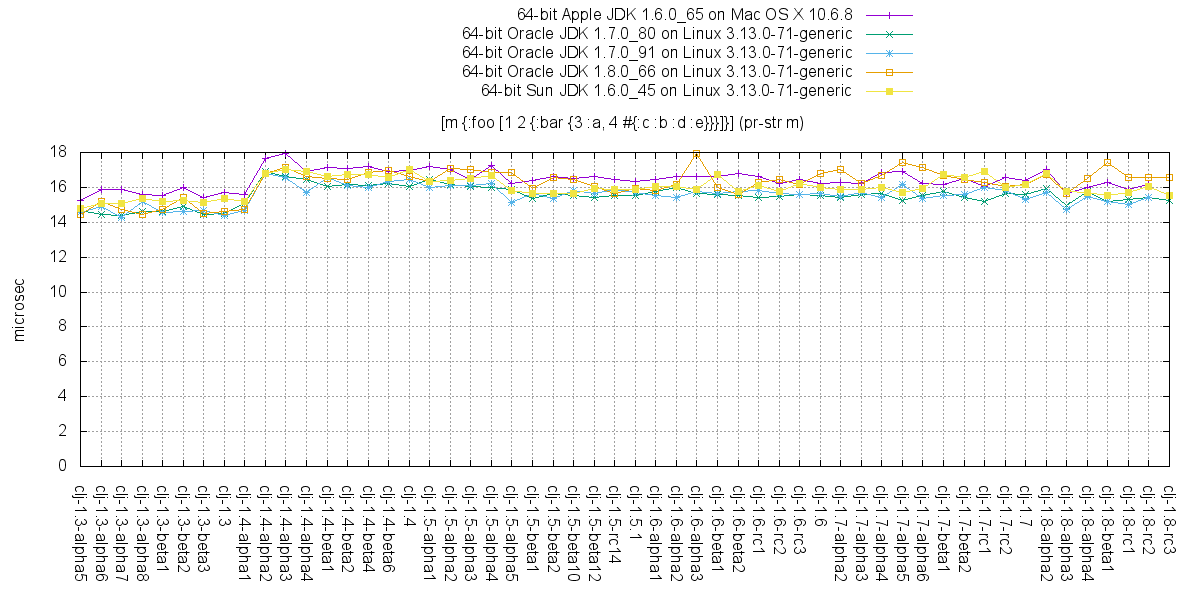 64-bit Apple JDK 1.6.0_65 on Mac OS X 10.6.8
64-bit Oracle JDK 1.7.0_80 on Linux 3.13.0-71-generic
64-bit Oracle JDK 1.7.0_91 on Linux 3.13.0-71-generic
64-bit Oracle JDK 1.8.0_66 on Linux 3.13.0-71-generic
64-bit Sun JDK 1.6.0_45 on Linux 3.13.0-71-generic
[m {:foo [1 2 {:bar {3 :a, 4 #{:c :b :d :e}}}]}] (pr-str m)
microsec
18
16
14
12
10
8
6
4
2
0
clj-1.3-alpha5
clj-1.3-alpha6
clj-1.3-alpha7
clj-1.3-alpha8
clj-1.3-beta1
clj-1.3-beta2
clj-1.3-beta3
clj-1.3
clj-1.4-alpha1
clj-1.4-alpha2
clj-1.4-alpha3
clj-1.4-alpha4
clj-1.4-beta1
clj-1.4-beta2
clj-1.4-beta4
clj-1.4-beta6
clj-1.4
clj-1.5-alpha1
clj-1.5-alpha2
clj-1.5-alpha3
clj-1.5-alpha4
clj-1.5-alpha5
clj-1.5-beta1
clj-1.5-beta2
clj-1.5-beta10
clj-1.5-beta12
clj-1.5-rc14
clj-1.5.1
clj-1.6-alpha1
clj-1.6-alpha2
clj-1.6-alpha3
clj-1.6-beta1
clj-1.6-beta2
clj-1.6-rc1
clj-1.6-rc2
clj-1.6-rc3
clj-1.6
clj-1.7-alpha2
clj-1.7-alpha3
clj-1.7-alpha4
clj-1.7-alpha5
clj-1.7-alpha6
clj-1.7-beta1
clj-1.7-beta2
clj-1.7-rc1
clj-1.7-rc2
clj-1.7
clj-1.8-alpha2
clj-1.8-alpha3
clj-1.8-alpha4
clj-1.8-beta1
clj-1.8-rc1
clj-1.8-rc2
clj-1.8-rc3